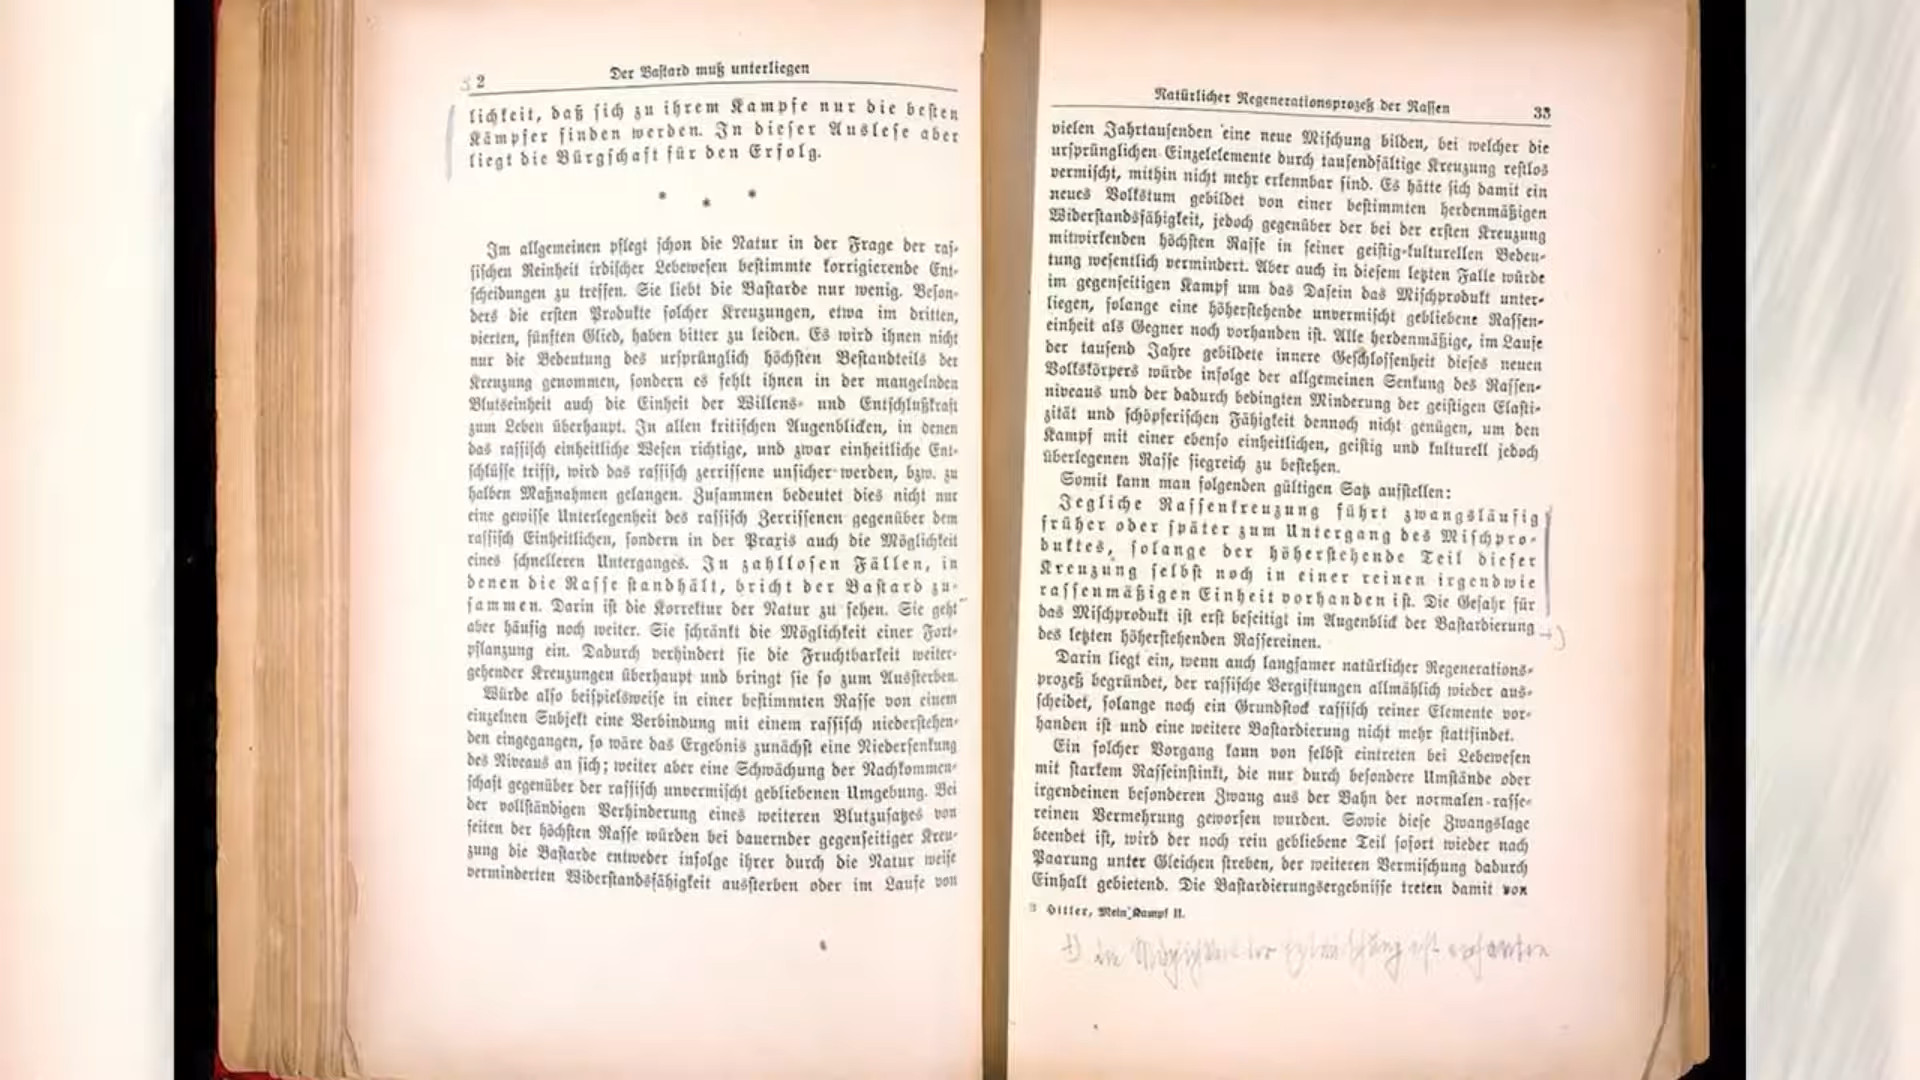 2
Der Bastard muß unterliegen
lichkeit, daß sich zu ihrem Kampfe nur die besten
Kämpfer finden werden. In dieser Auslese aber
liegt die Bürgschaft für den Erfolg.
* * *
Im allgemeinen pflegt schon die Natur in der Frage der ras-
sischen Reinheit irdischer Lebewesen bestimmte korrigierende Ent-
scheidungen zu treffen. Sie liebt die Bastarde nur wenig. Beson-
ders die ersten Produkte solcher Kreuzungen, etwa im dritten,
vierten, fünften Glied, haben bitter zu leiden. Es wird ihnen nicht
nur die Bedeutung des ursprünglich höchsten Bestandteils der
Kreuzung genommen, sondern es fehlt ihnen in der mangelnden
Blutseinheit auch die Einheit der Willens- und Entschlußkraft
zum Leben überhaupt. In allen kritischen Augenblicken, in denen
das rassisch einheitliche Wesen richtige, und zwar einheitliche Ent-
schlüsse trifft, wird das rassisch zerrissene unsicher werden, bzw. zu
halben Maßnahmen gelangen. Zusammen bedeutet dies nicht nur
eine gewisse Unterlegenheit des rassisch Zerrissenen gegenüber dem
rassisch Einheitlichen, sondern in der Praxis auch die Möglichkeit
eines schnelleren Unterganges. In zahllosen Fällen, in
denen die Rasse standhält, bricht der Bastard zu-
sammen. Darin ist die Korrektur der Natur zu sehen. Sie geht
aber häufig noch weiter. Sie schränkt die Möglichkeit einer Fort-
pflanzung ein. Dadurch verhindert sie die Fruchtbarkeit weiter-
gehender Kreuzungen überhaupt und bringt sie so zum Aussterben.
Würde also beispielsweise in einer bestimmten Rasse von einem
einzelnen Subjekt eine Verbindung mit einem rassisch niederstehen-
den eingegangen, so wäre das Ergebnis zunächst eine Niedersenkung
des Niveaus an sich; weiter aber eine Schwächung der Nachkommen-
schaft gegenüber der rassisch unvermischt gebliebenen Umgebung. Bei
der vollständigen Verhinderung eines weiteren Blutzusatzes von
seiten der höchsten Rasse würden bei dauernder gegenseitiger Kreu-
zung die Bastarde entweder infolge ihrer durch die Natur weise
verminderten Widerstandsfähigkeit aussterben oder im Laufe von
Natürlicher Regenerationsprozeß der Rassen
33
vielen Jahrtausenden eine neue Mischung bilden, bei welcher die
ursprünglichen Einzelelemente durch tausendfältige Kreuzung restlos
vermischt, mithin nicht mehr erkennbar sind. Es hätte sich damit ein
neues Volkstum gebildet von einer bestimmten herdenmäßigen
Widerstandsfähigkeit, jedoch gegenüber der bei der ersten Kreuzung
mitwirkenden höchsten Rasse in seiner geistig-kulturellen Bedeu-
tung wesentlich vermindert. Aber auch in diesem letzten Falle würde
im gegenseitigen Kampf um das Dasein das Mischprodukt unter-
liegen, solange eine höherstehende unvermischt gebliebene Rassen-
einheit als Gegner noch vorhanden ist. Alle herdenmäßige, im Laufe
der tausend Jahre gebildete innere Geschlossenheit dieses neuen
Volkskörpers würde infolge der allgemeinen Senkung des Rassen-
niveaus und der dadurch bedingten Minderung der geistigen Elasti-
zität und schöpferischen Fähigkeit dennoch nicht genügen, um den
Kampf mit einer ebenso einheitlichen, geistig und kulturell jedoch
überlegenen Rasse siegreich zu bestehen.
Somit kann man folgenden gültigen Satz aufstellen:
Jegliche Rassenkreuzung führt zwangsläufig
früher oder später zum Untergang des Mischpro-
duktes, solange der höherstehende Teil dieser
Kreuzung selbst noch in einer reinen irgendwie
rassenmäßigen Einheit vorhanden ist. Die Gefahr für
das Mischprodukt ist erst beseitigt im Augenblick der Bastardierung
des letzten höherstehenden Rassereinen.
Darin liegt ein, wenn auch langsamer natürlicher Regenerations-
prozeß begründet, der rassische Vergiftungen allmählich wieder aus-
scheidet, solange noch ein Grundstock rassisch reiner Elemente vor-
handen ist und eine weitere Bastardierung nicht mehr stattfindet.
Ein solcher Vorgang kann von selbst eintreten bei Lebewesen
mit starkem Rasseinstinkt, die nur durch besondere Umstände oder
irgendeinen besonderen Zwang aus der Bahn der normalen rasse-
reinen Vermehrung geworfen wurden. Sowie diese Zwangslage
beendet ist, wird der noch rein gebliebene Teil sofort wieder nach
Paarung unter Gleichen streben, der weiteren Vermischung dadurch
Einhalt gebietend. Die Bastardierungsergebnisse treten damit von
Hitler, Mein Kampf II.